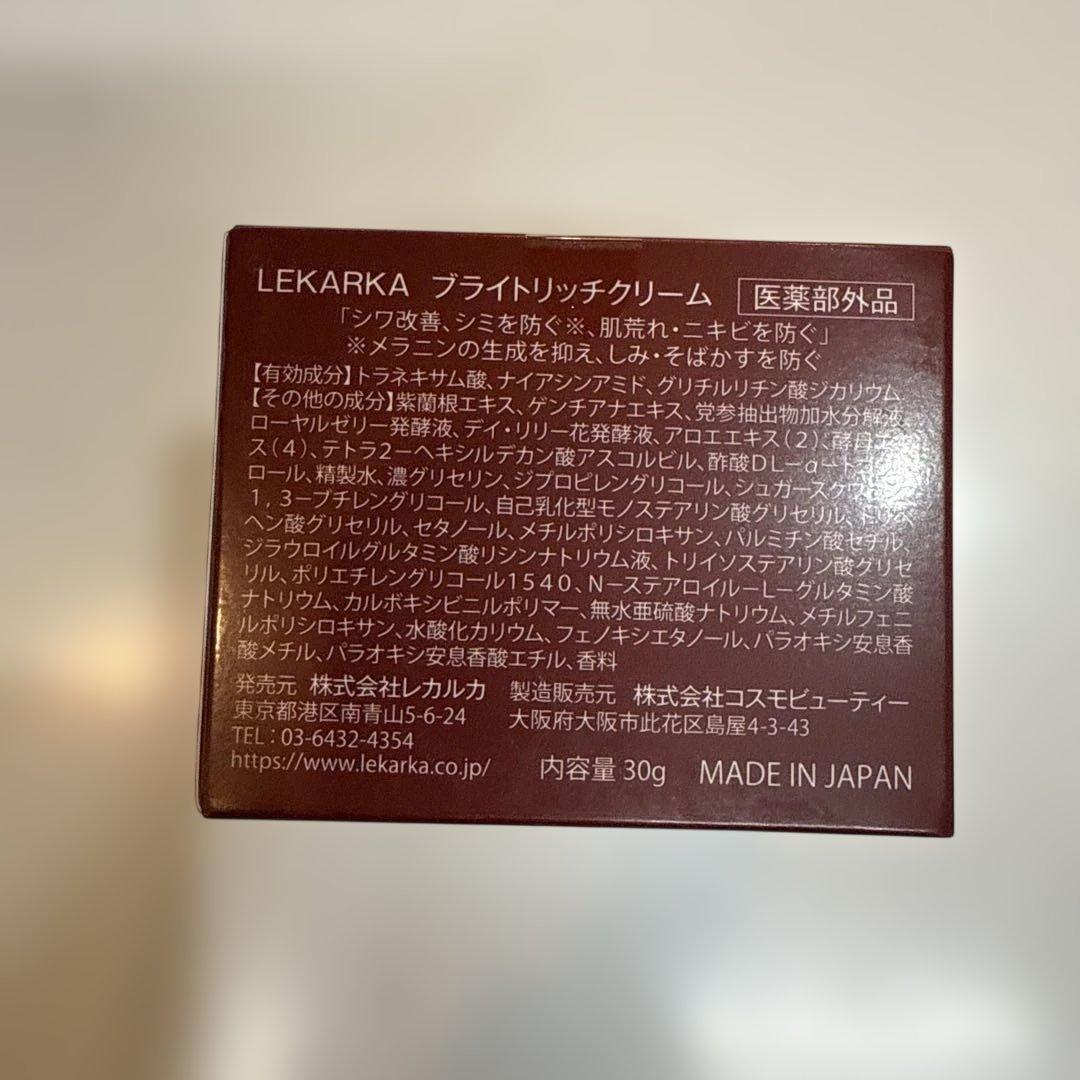 LEKARKA ブライトリッチクリーム 医薬部外品
「シワ改善、シミを防ぐ※、肌荒れ・ニキビを防ぐ」
※メラニンの生成を抑え、しみ・そばかすを防ぐ
【有効成分】トラネキサム酸、ナイアシンアミド、グリチルリチン酸ジカリウム
【その他の成分】紫蘭根エキス、ゲンチアナエキス、党参抽出物加水分解液、
ローヤルゼリー発酵液、デイ・リリー花発酵液、アロエエキス(2)、酵母エキ
ス(4)、テトラ2-ヘキシルデカン酸アスコルビル、酢酸DL-α-トコフェ
ロール、精製水、濃グリセリン、ジプロピレングリコール、シュガースクワ
1,3-ブチレングリコール、自己乳化型モノステアリン酸グリセリル、
ヘン酸グリセリル、セタノール、メチルポリシロキサン、パルミチン酸セチル、
ジラウロイルグルタミン酸リシンナトリウム液、トリイソステアリン酸グリセ
リル、ポリエチレングリコール1540、N-ステアロイル-L-グルタミン酸
ナトリウム、カルボキシビニルポリマー、無水亜硫酸ナトリウム、メチルフェニ
ルポリシロキサン、水酸化カリウム、フェノキシエタノール、パラオキシ安息香
酸メチル、パラオキシ安息香酸エチル、香料
発売元 株式会社レカルカ 製造販売元 株式会社コスモビューティー
東京都港区南青山5-6-24 大阪府大阪市此花区島屋4-3-43
TEL:03-6432-4354
https://www.lekarka.co.jp/ 内容量 30g MADE IN JAPAN